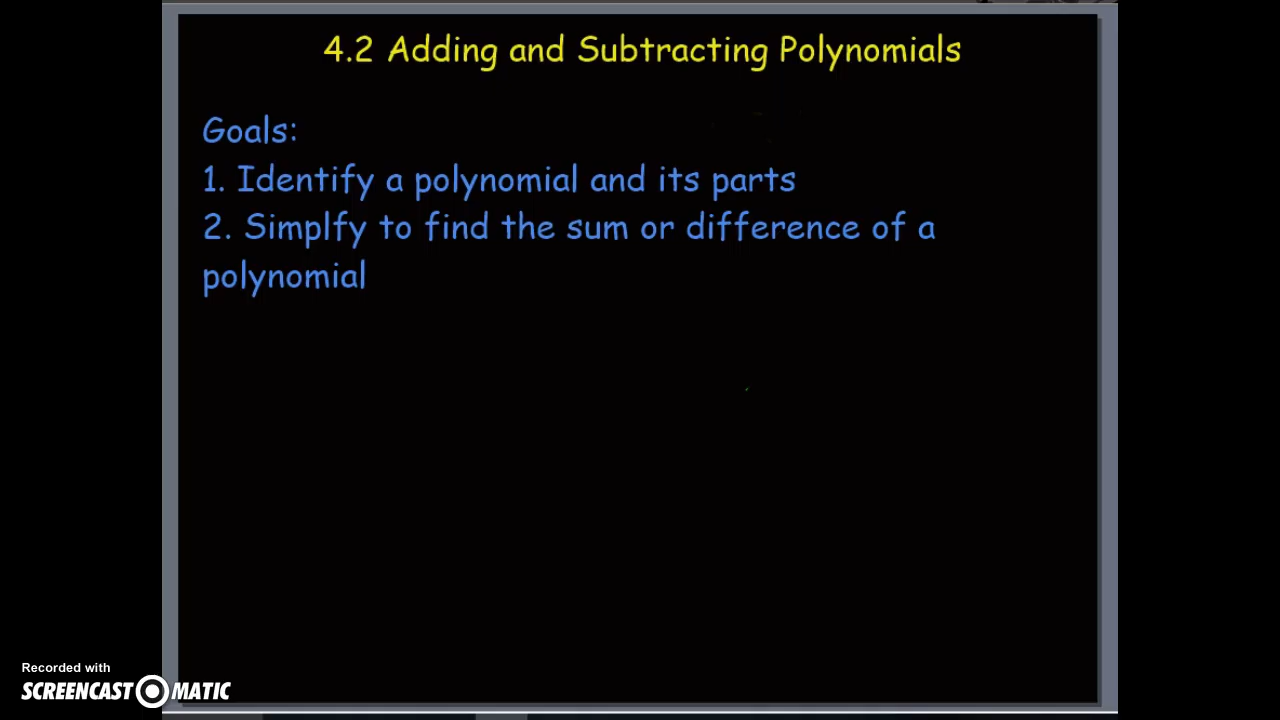 4.2 Adding and Subtracting Polynomials
Goals:
1. Identify a polynomial and its parts
2. Simplfy to find the sum or difference of a
polynomial
Recorded with
SCREENCAST MATIC